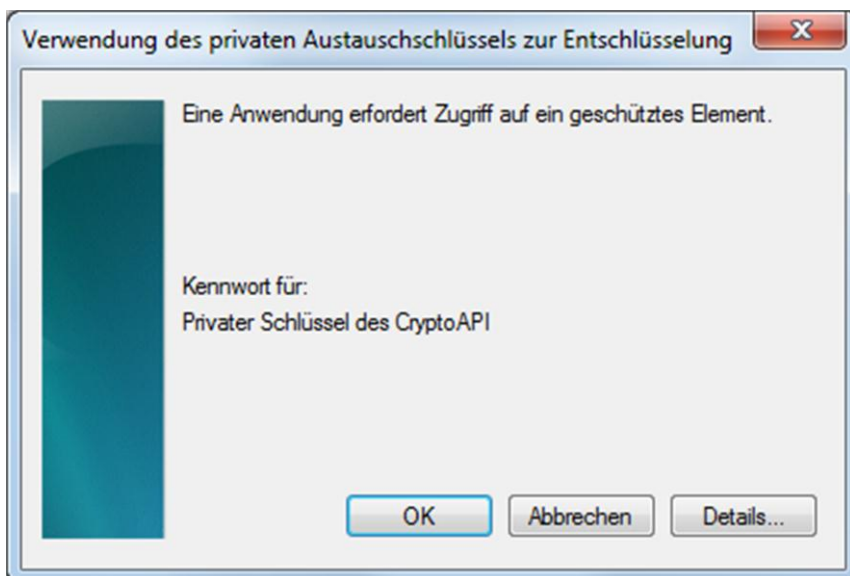 Verwendung des privaten Austauschschlüssels zur Entschlüsselung
Eine Anwendung erfordert Zugriff auf ein geschütztes Element.
Kennwort für:
Privater Schlüssel des CryptoAPI
OK
Abbrechen
Details...